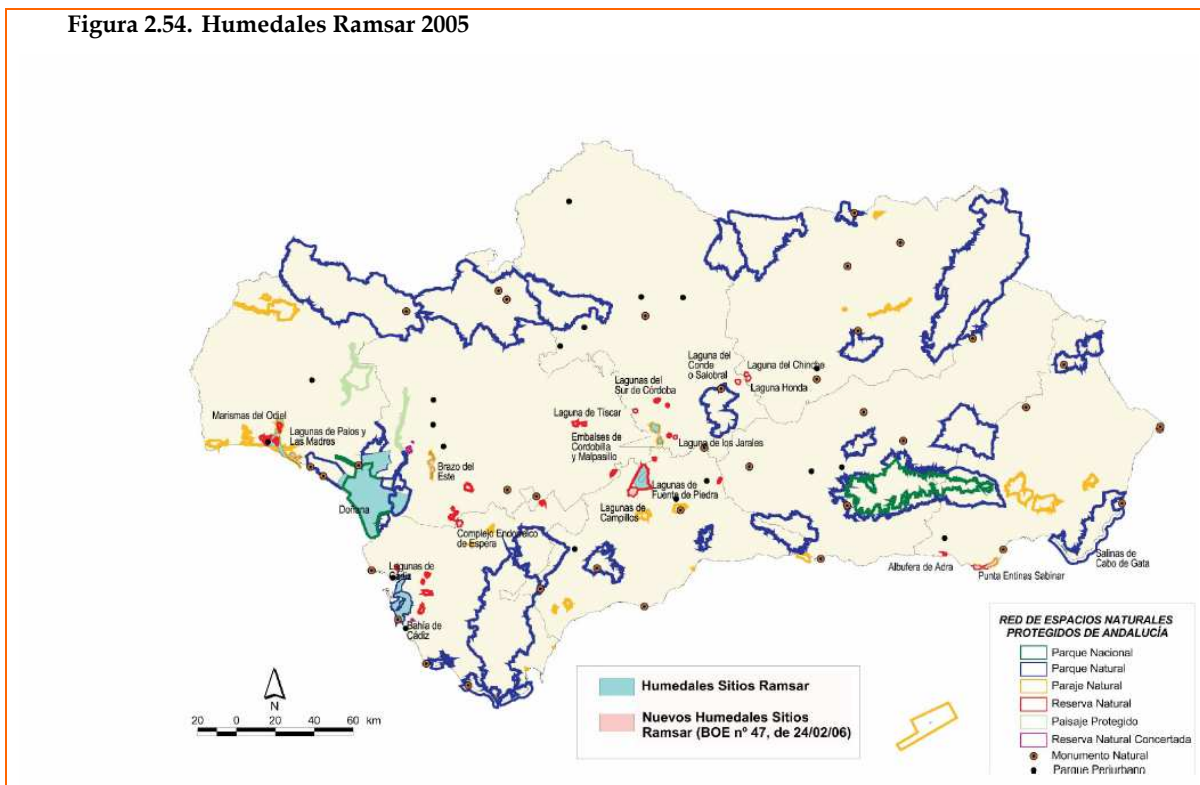 Figura 2.54. Humedales Ramsar 2005
Laguna del
Conde
o Salobral
Laguna del Chinche
Laguna Honda
Lagunas del
Sur de Córdoba
Laguna de Tiscar
Embalses de
Cordobilla
y Malpasillo
Laguna de los Jarales
Marismas del Odiel
Lagunas de Palos y
Las Madres
Brazo del
Este
Doñana
Lagunas de
Fuente de Piedra
Lagunas de
Campillos
Complejo Endorreico
de Espera
Lagunas de
Cádiz
Bahía de
Cádiz
Albufera de Adra
Punta Entinas Sabinar
Salinas de
Cabo de Gata
N
20 0 20 40 60 km
Humedales Sitios Ramsar
Nuevos Humedales Sitios
Ramsar (BOE nº 47, de 24/02/06)
RED DE ESPACIOS NATURALES
PROTEGIDOS DE ANDALUCÍA
Parque Nacional
Parque Natural
Paraje Natural
Reserva Natural
Paisaje Protegido
Reserva Natural Concertada
Monumento Natural
Parque Periurbano